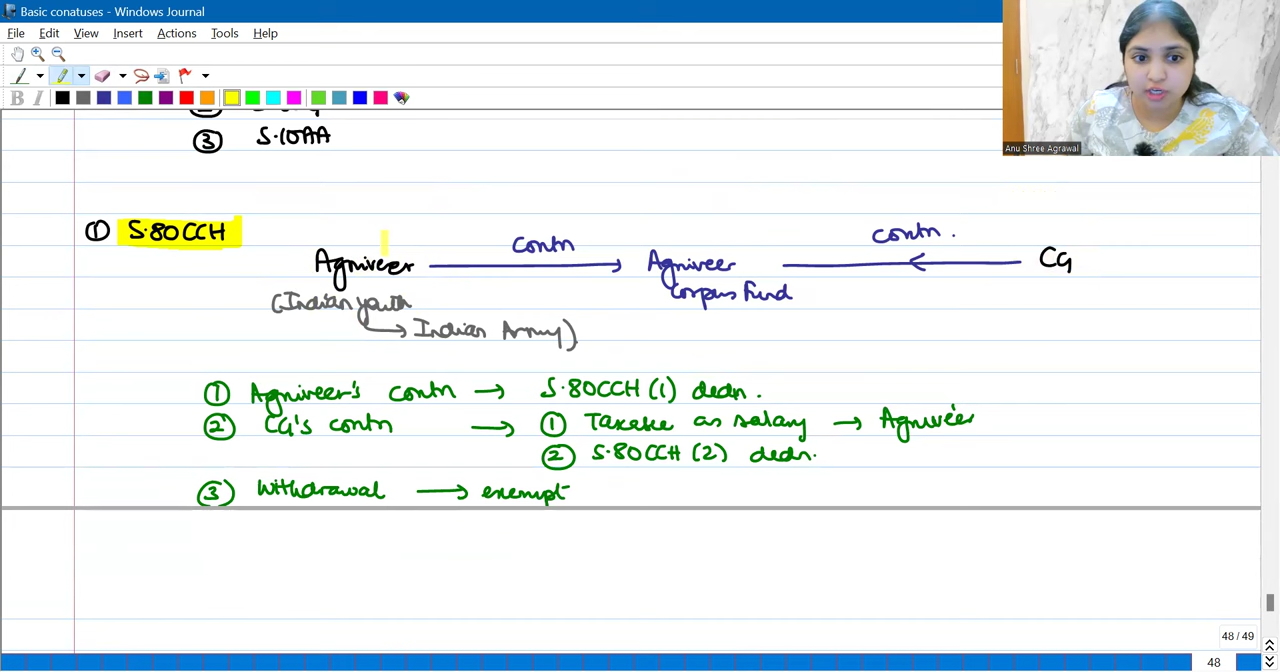 Basic conatuses - Windows Journal
File Edit View Insert Actions Tools Help
B I
Anu Shree Agrawal
③ S.10AA
① S.80CCH
Agniveer contn Agniveer Corpus Fund contn. CG
(Indian youth
Indian Army)
① Agniveer's contn → S.80CCH (1) dedn.
② CG's contn → ① Taxable as salary → Agniveer
② S.80CCH (2) dedn.
③ Withdrawal → exempt
48 / 49
48